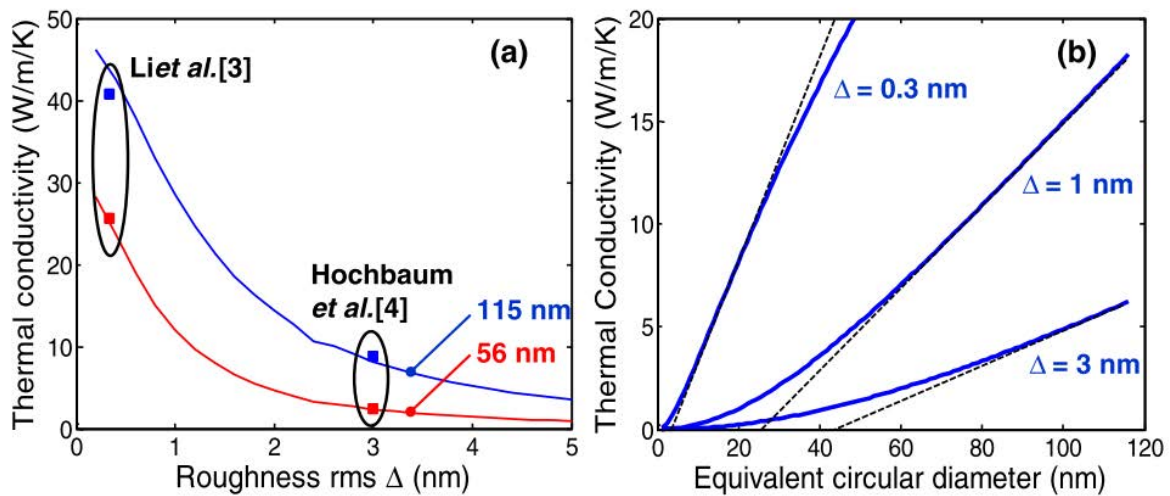 (a)
Thermal conductivity (W/m/K)
50
40
30
20
10
0
Liet al.[3]
Hochbaum
et al.[4]
115 nm
56 nm
0 1 2 3 4 5
Roughness rms Δ (nm)
(b)
Thermal Conductivity (W/m/K)
20
15
10
5
0
Δ = 0.3 nm
Δ = 1 nm
Δ = 3 nm
0 20 40 60 80 100 120
Equivalent circular diameter (nm)